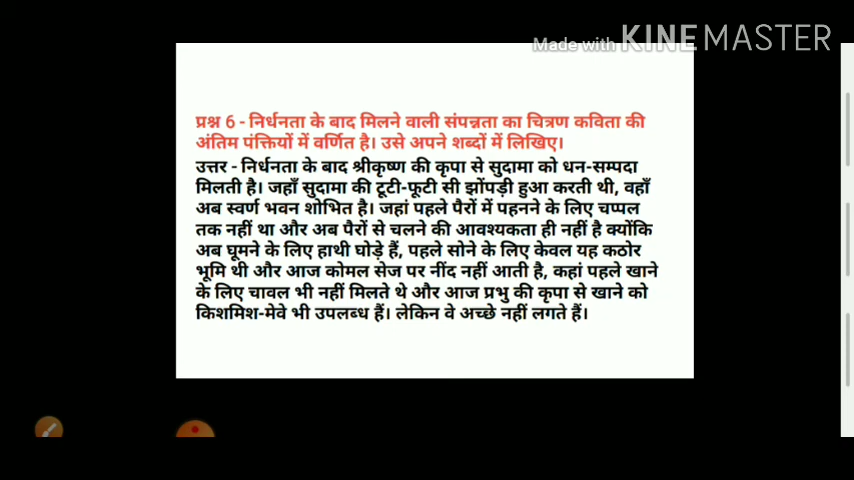 Made with KINEMASTER
प्रश्न 6 - निर्धनता के बाद मिलने वाली संपन्नता का चित्रण कविता की
अंतिम पंक्तियों में वर्णित है। उसे अपने शब्दों में लिखिए।
उत्तर - निर्धनता के बाद श्रीकृष्ण की कृपा से सुदामा को धन-सम्पदा
मिलती है। जहाँ सुदामा की टूटी-फूटी सी झोंपड़ी हुआ करती थी, वहाँ
अब स्वर्ण भवन शोभित है। जहां पहले पैरों में पहनने के लिए चप्पल
तक नहीं था और अब पैरों से चलने की आवश्यकता ही नहीं है क्योंकि
अब घूमने के लिए हाथी घोड़े हैं, पहले सोने के लिए केवल यह कठोर
भूमि थी और आज कोमल सेज पर नींद नहीं आती है, कहां पहले खाने
के लिए चावल भी नहीं मिलते थे और आज प्रभु की कृपा से खाने को
किशमिश-मेवे भी उपलब्ध हैं। लेकिन वे अच्छे नहीं लगते हैं।